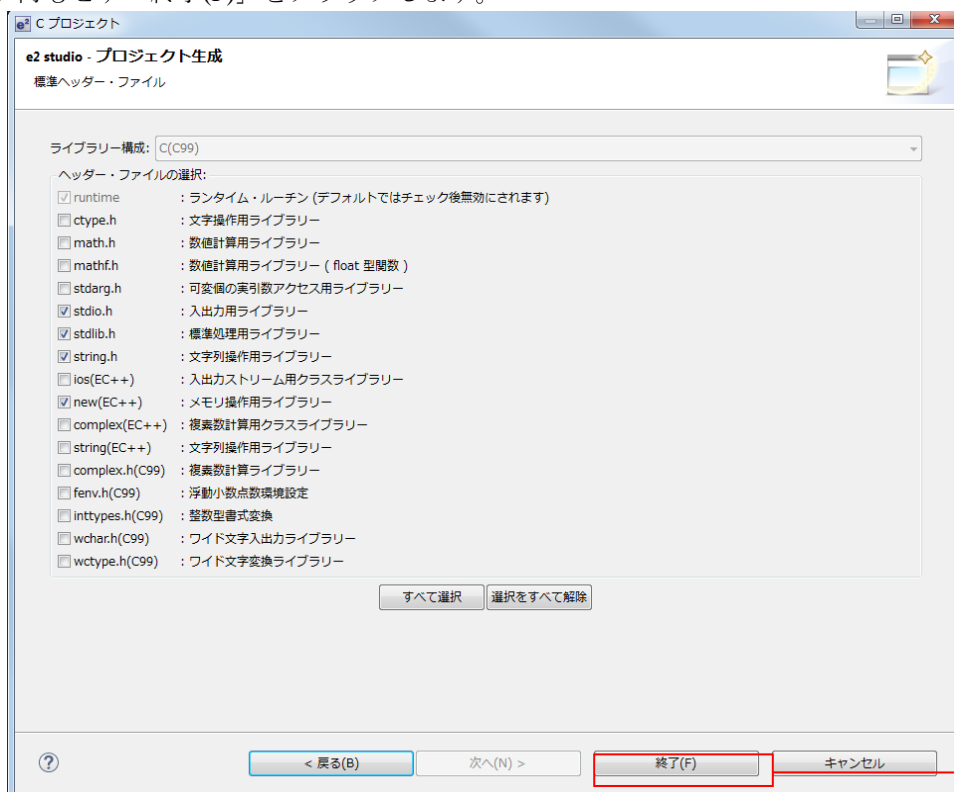 終了(F)」をクリックします。
e² C プロジェクト
e2 studio - プロジェクト生成
標準ヘッダー・ファイル
ライブラリー構成: C(C99)
ヘッダー・ファイルの選択:
runtime : ランタイム・ルーチン (デフォルトではチェック後無効にされます)
ctype.h : 文字操作用ライブラリー
math.h : 数値計算用ライブラリー
mathf.h : 数値計算用ライブラリー ( float 型関数 )
stdarg.h : 可変個の実引数アクセス用ライブラリー
stdio.h : 入出力用ライブラリー
stdlib.h : 標準処理用ライブラリー
string.h : 文字列操作用ライブラリー
ios(EC++) : 入出力ストリーム用クラスライブラリー
new(EC++) : メモリ操作用ライブラリー
complex(EC++) : 複素数計算用クラスライブラリー
string(EC++) : 文字列操作用ライブラリー
complex.h(C99) : 複素数計算ライブラリー
fenv.h(C99) : 浮動小数点数環境設定
inttypes.h(C99) : 整数型書式変換
wchar.h(C99) : ワイド文字入出力ライブラリー
wctype.h(C99) : ワイド文字変換ライブラリー
すべて選択 選択をすべて解除
? < 戻る(B) 次へ(N) > 終了(F) キャンセル